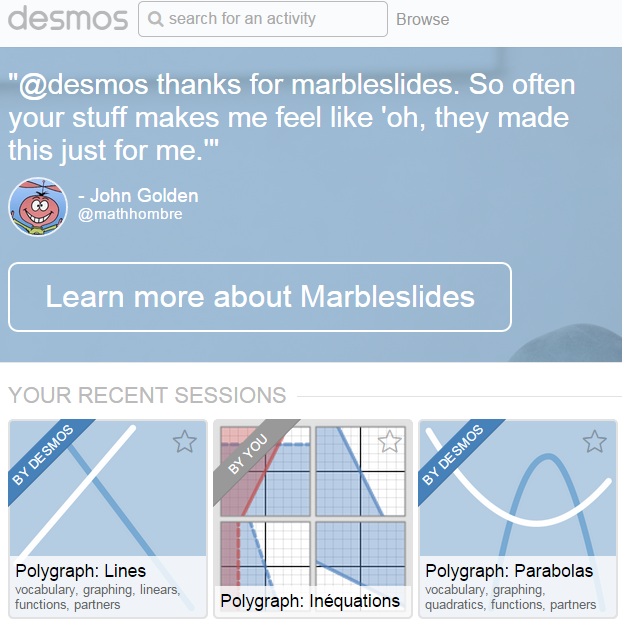 desmos
search for an activity
Browse
"@desmos thanks for marbleslides. So often
your stuff makes me feel like 'oh, they made
this just for me.'"
- John Golden
@mathhombre
Learn more about Marbleslides
YOUR RECENT SESSIONS
BY DESMOS
Polygraph: Lines
vocabulary, graphing, linears,
functions, partners
BY YOU
Polygraph: Inéquations
BY DESMOS
Polygraph: Parabolas
vocabulary, graphing,
quadratics, functions, partners